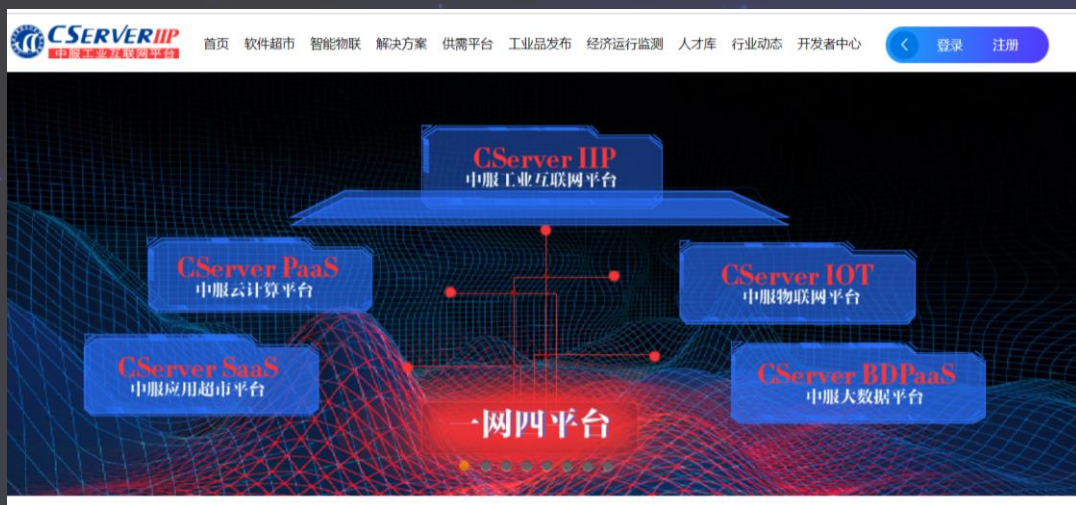 CSERVER IIP
中服工业互联网平台
首页 软件超市 智能物联 解决方案 供需平台 工业品发布 经济运行监测 人才库 行业动态 开发者中心 登录 注册
CServer IIP
中服工业互联网平台
CServer PaaS
中服云计算平台
CServer IOT
中服物联网平台
CServer SaaS
中服应用超市平台
CServer BDPaaS
中服大数据平台
一网四平台